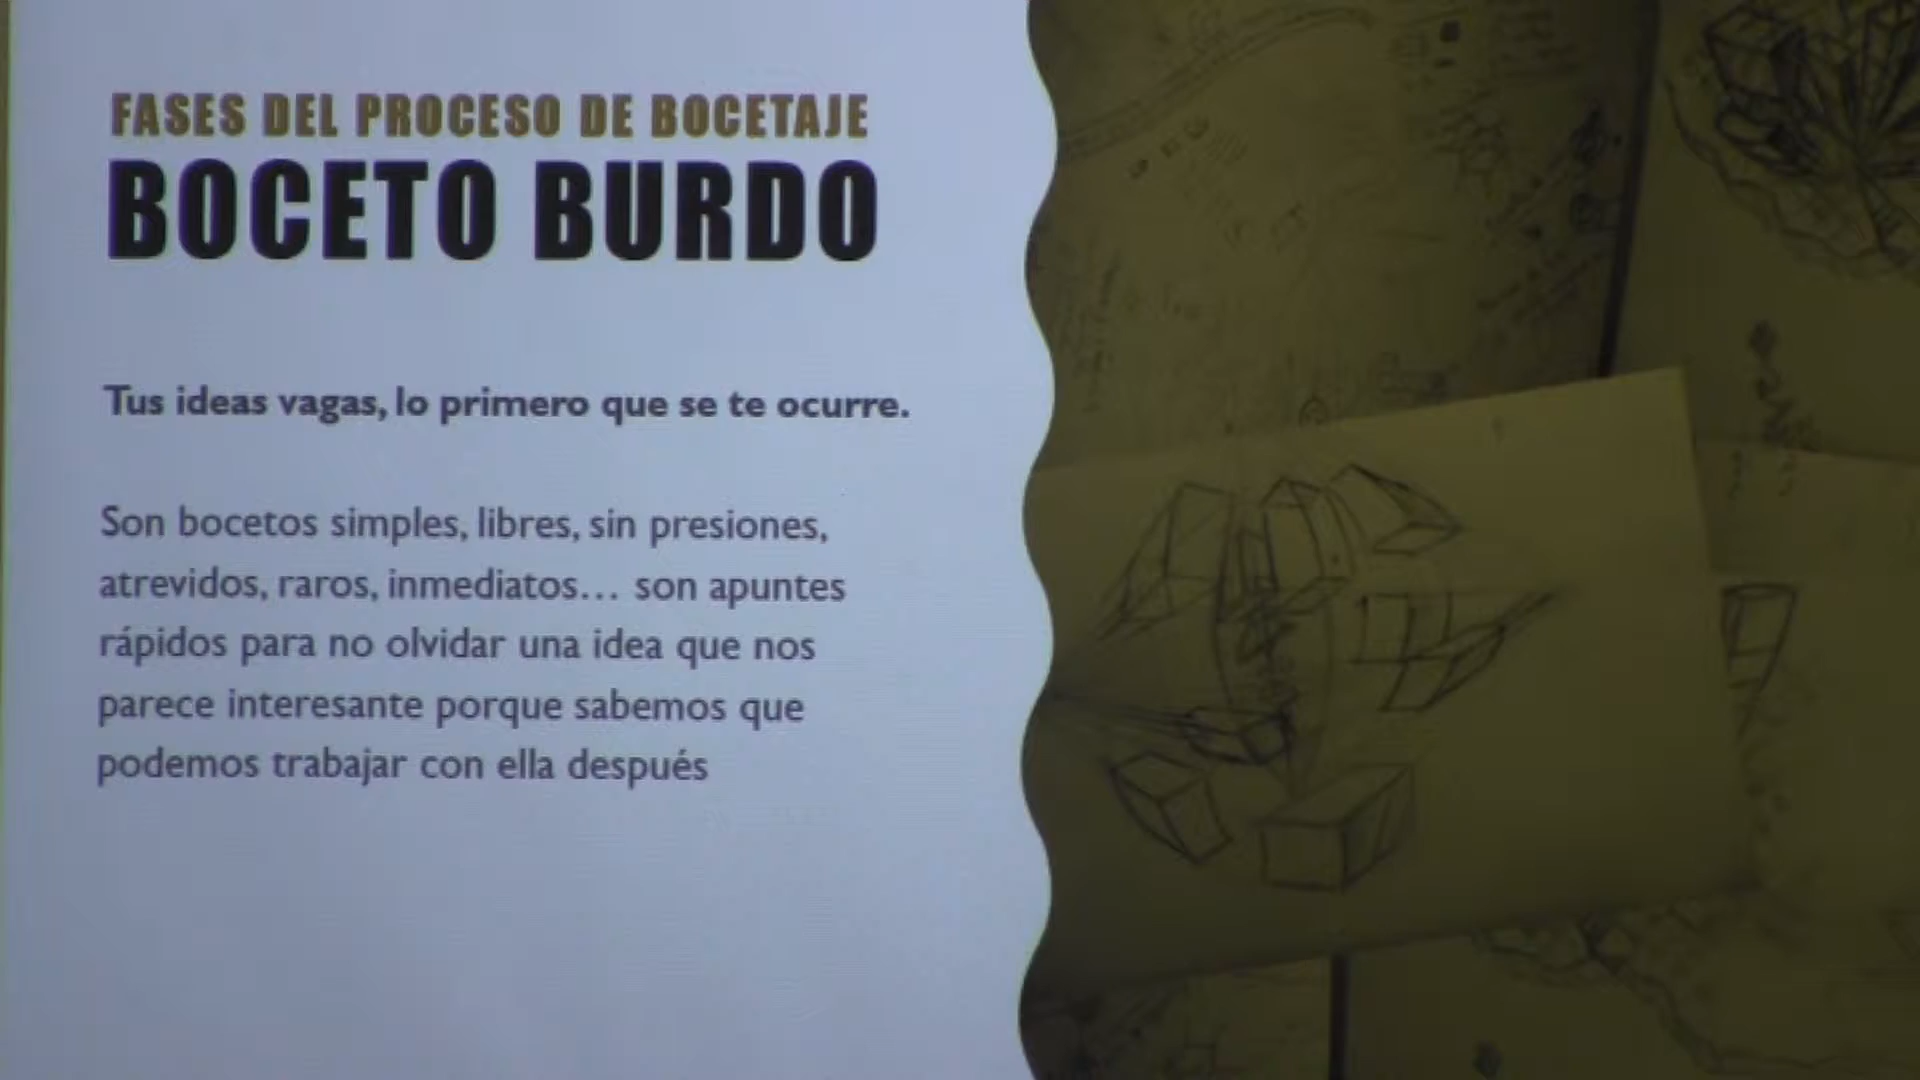 FASES DEL PROCESO DE BOCETAJE
BOCETO BURDO
Tus ideas vagas, lo primero que se te ocurre.
Son bocetos simples, libres, sin presiones,
atrevidos, raros, inmediatos... son apuntes
rápidos para no olvidar una idea que nos
parece interesante porque sabemos que
podemos trabajar con ella después